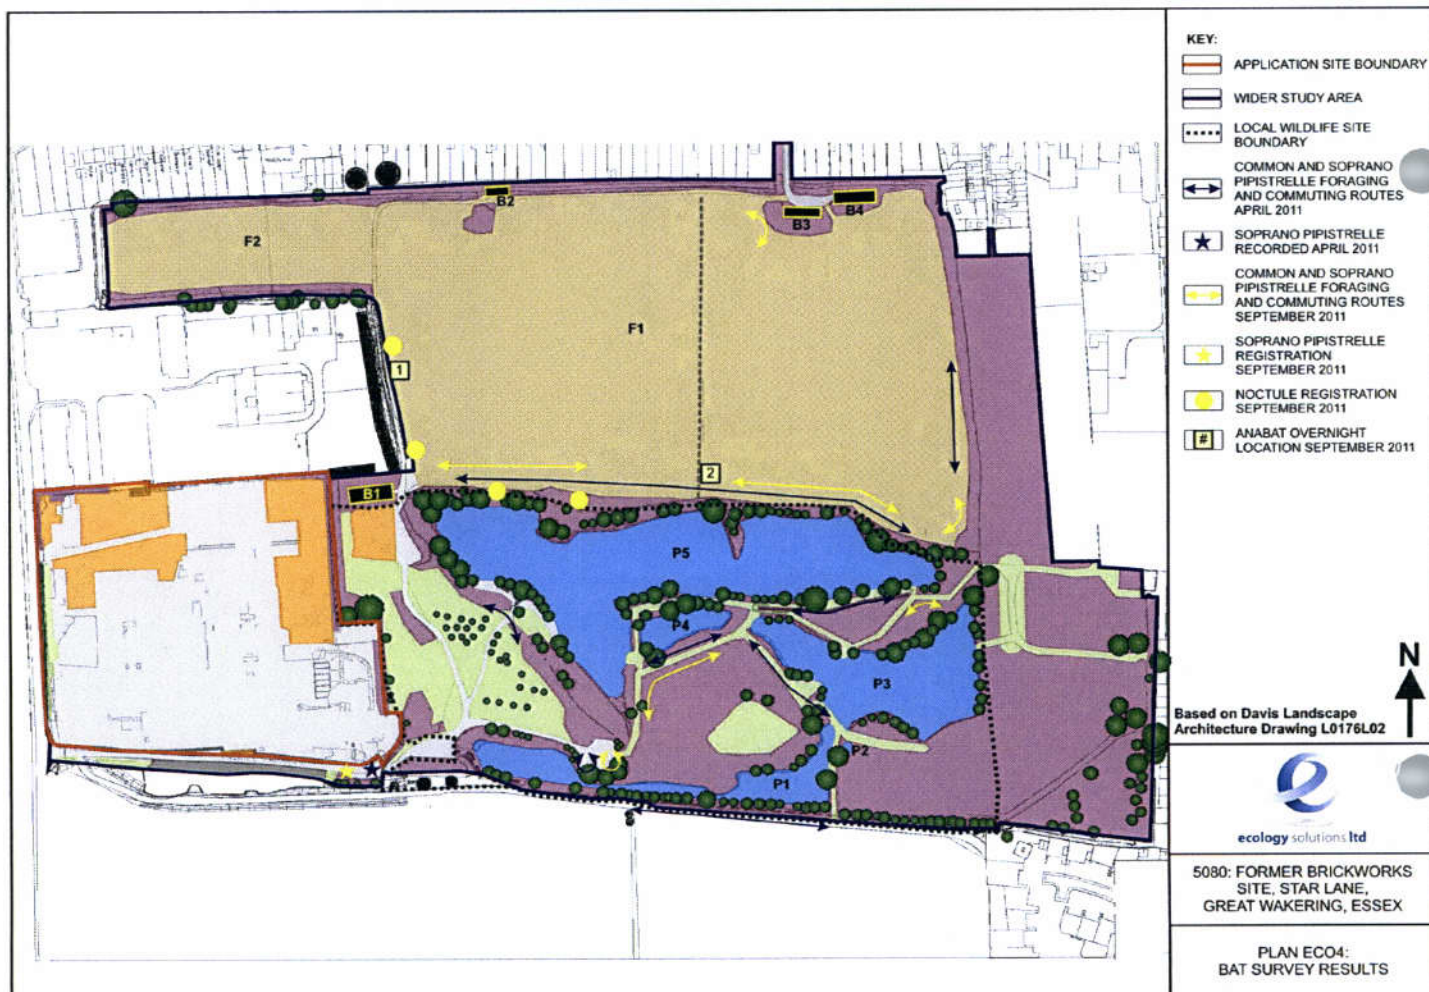 KEY:
APPLICATION SITE BOUNDARY
WIDER STUDY AREA
LOCAL WILDLIFE SITE
BOUNDARY
COMMON AND SOPRANO
PIPISTRELLE FORAGING
AND COMMUTING ROUTES
APRIL 2011
SOPRANO PIPISTRELLE
RECORDED APRIL 2011
COMMON AND SOPRANO
PIPISTRELLE FORAGING
AND COMMUTING ROUTES
SEPTEMBER 2011
SOPRANO PIPISTRELLE
REGISTRATION
SEPTEMBER 2011
NOCTULE REGISTRATION
SEPTEMBER 2011
#
ANABAT OVERNIGHT
LOCATION SEPTEMBER 2011
B2
B4
B3
F2
F1
1
2
B1
P5
P4
P3
P2
P1
N
Based on Davis Landscape
Architecture Drawing L0176L02
ecology solutions ltd
5080: FORMER BRICKWORKS
SITE, STAR LANE,
GREAT WAKERING, ESSEX
PLAN ECO4:
BAT SURVEY RESULTS